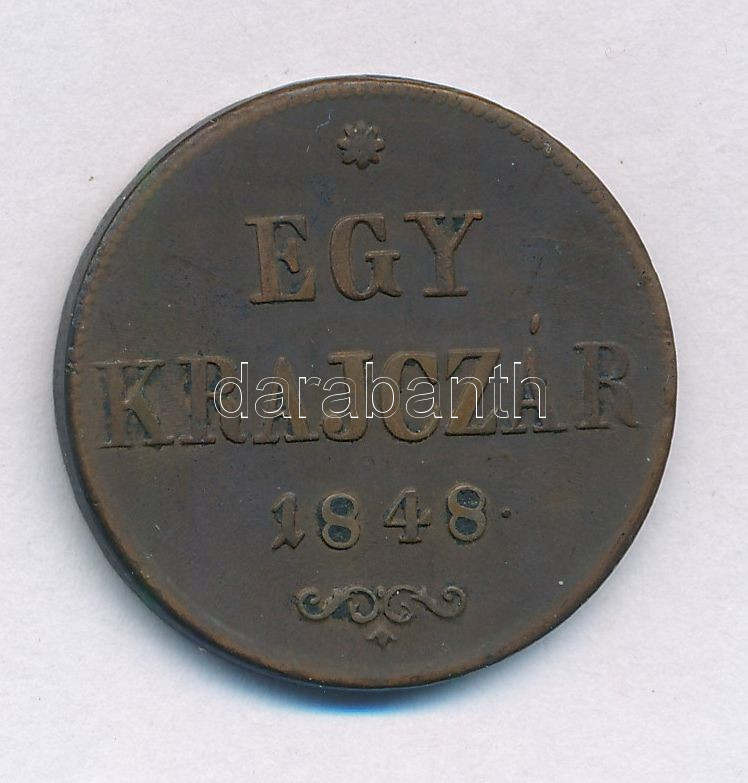 EGY
KRAJCZÁR
darabanth
1848.